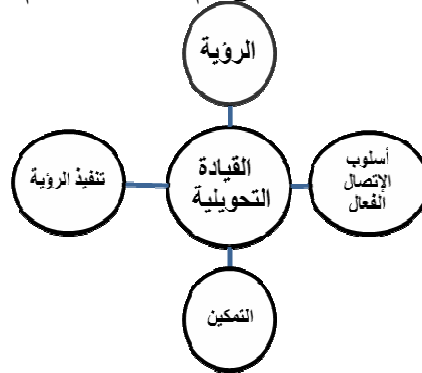 الرؤية
أسلوب
الإتصال
الفعال
القيادة
التحويلية
تنفيذ الرؤية
التمكين